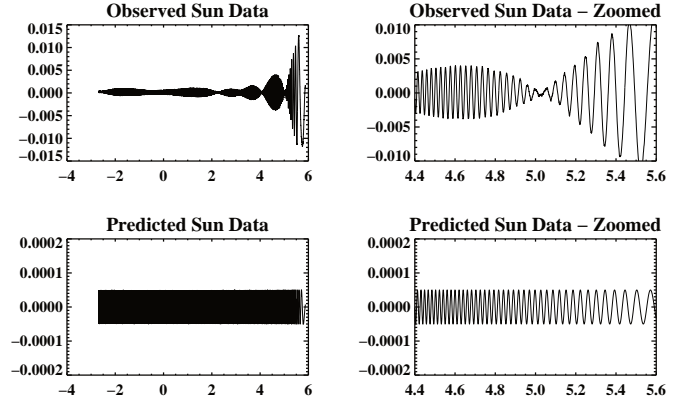 Observed Sun Data
0.015
0.010
0.005
0.000
−0.005
−0.010
−0.015
−4 −2 0 2 4 6
Observed Sun Data − Zoomed
0.010
0.005
0.000
−0.005
−0.010
4.4 4.6 4.8 5.0 5.2 5.4 5.6
Predicted Sun Data
0.0002
0.0001
0.0000
−0.0001
−0.0002
−4 −2 0 2 4 6
Predicted Sun Data − Zoomed
0.0002
0.0001
0.0000
−0.0001
−0.0002
4.4 4.6 4.8 5.0 5.2 5.4 5.6